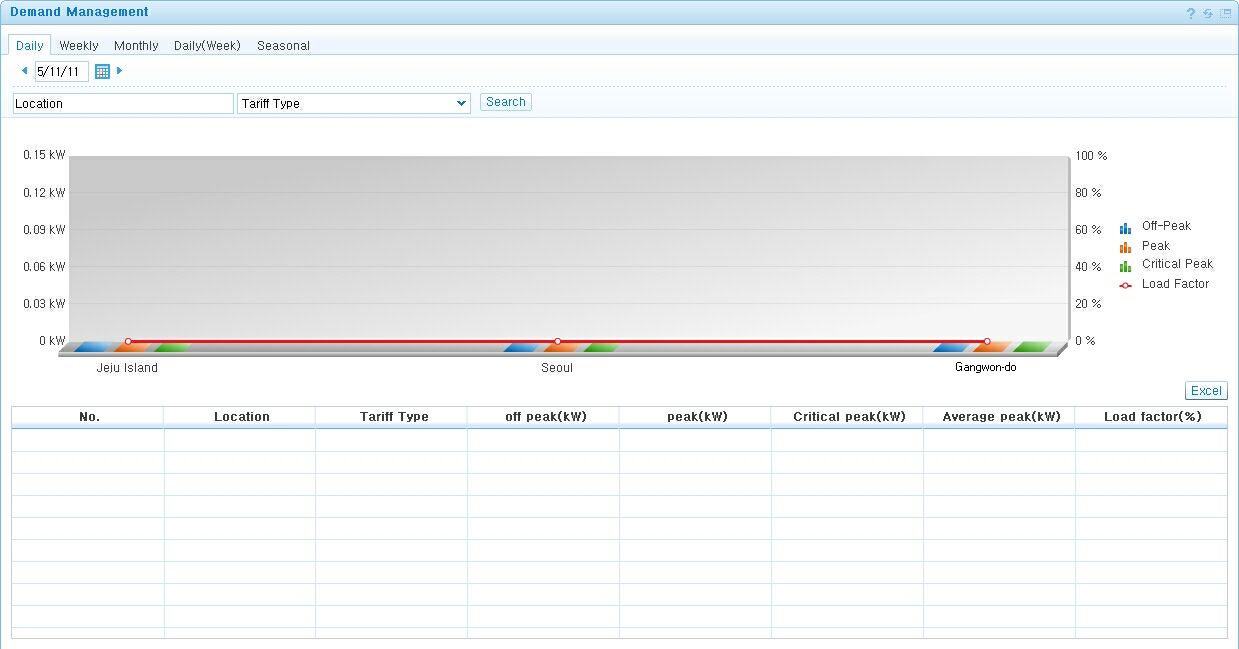 Demand Management
?
Daily Weekly Monthly Daily(Week) Seasonal
5/11/11
Location Tariff Type Search
0.15 kW 100 %
0.12 kW 80 %
0.09 kW 60 %
0.06 kW 40 %
0.03 kW 20 %
0 kW 0 %
Off-Peak
Peak
Critical Peak
Load Factor
Jeju Island Seoul Gangwon-do
Excel
No. Location Tariff Type off peak(kW) peak(kW) Critical peak(kW) Average peak(kW) Load factor(%)